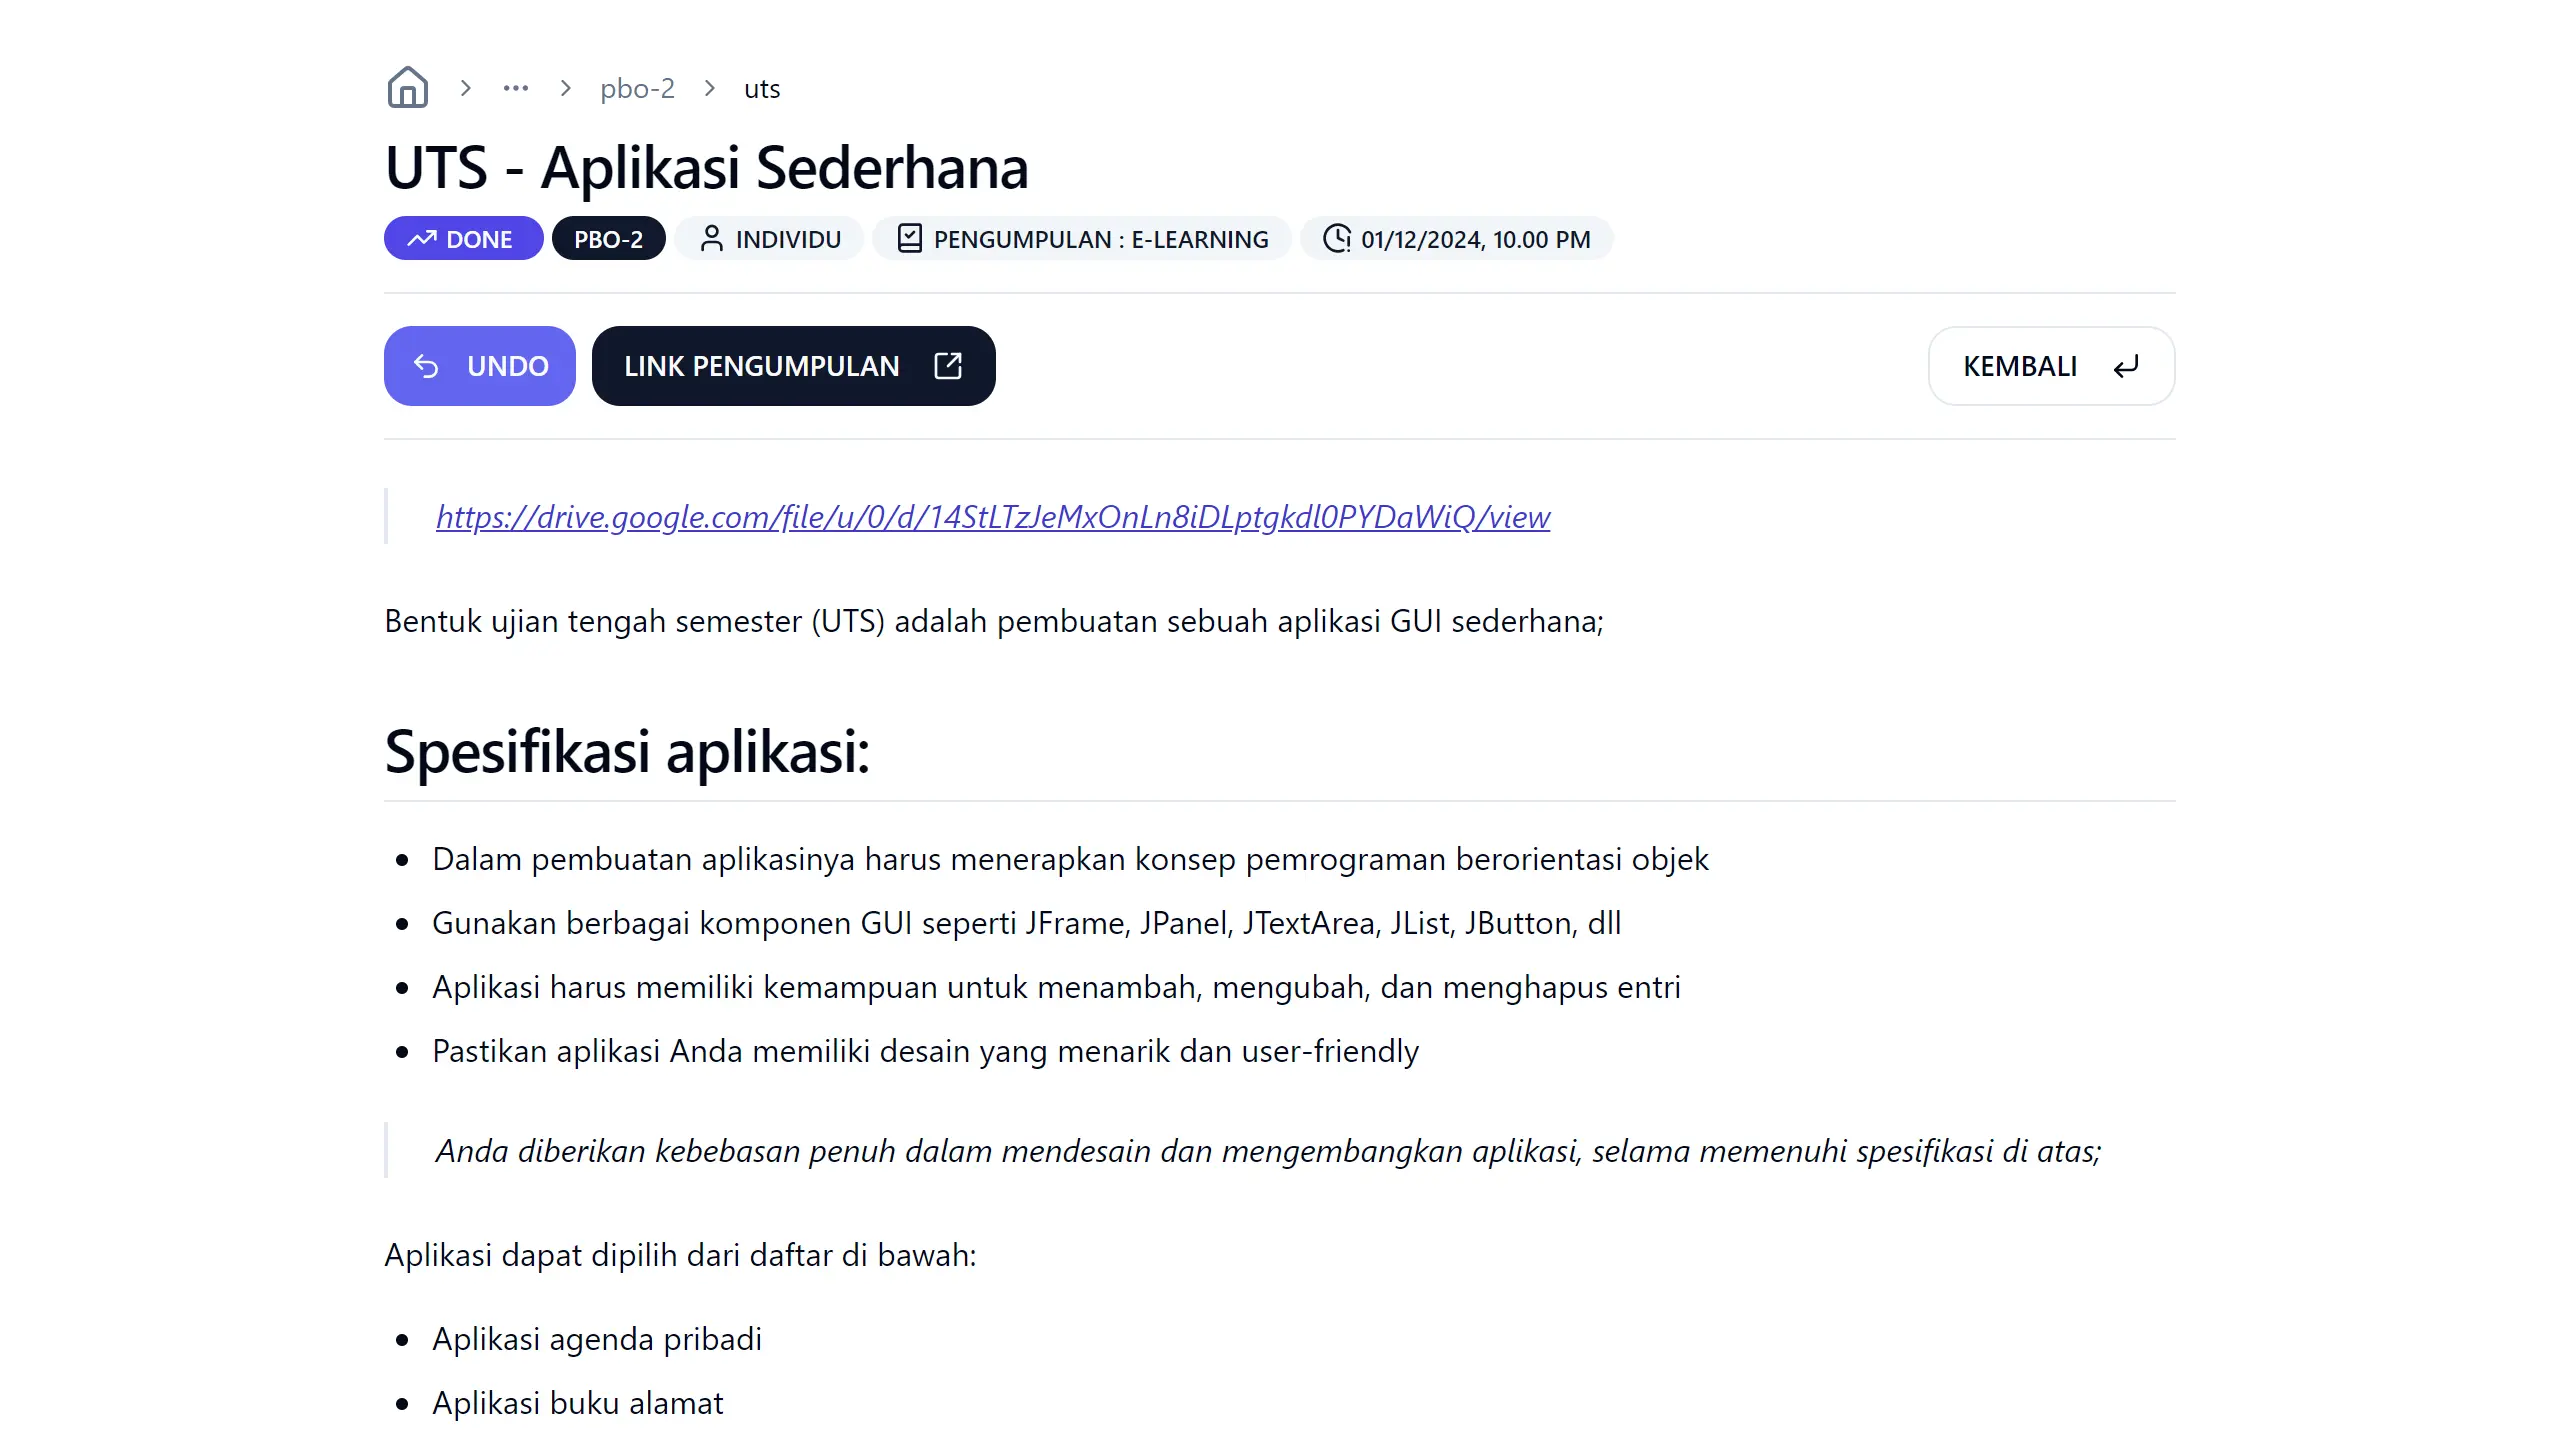 pbo-2 uts
UTS - Aplikasi Sederhana
DONE PBO-2 INDIVIDU PENGUMPULAN : E-LEARNING 01/12/2024, 10.00 PM
UNDO LINK PENGUMPULAN KEMBALI
https://drive.google.com/file/u/0/d/14StLTzJeMxOnLn8iDLptgkdl0PYDaWiQ/view
Bentuk ujian tengah semester (UTS) adalah pembuatan sebuah aplikasi GUI sederhana;
Spesifikasi aplikasi:
Dalam pembuatan aplikasinya harus menerapkan konsep pemrograman berorientasi objek
Gunakan berbagai komponen GUI seperti JFrame, JPanel, JTextArea, JList, JButton, dll
Aplikasi harus memiliki kemampuan untuk menambah, mengubah, dan menghapus entri
Pastikan aplikasi Anda memiliki desain yang menarik dan user-friendly
Anda diberikan kebebasan penuh dalam mendesain dan mengembangkan aplikasi, selama memenuhi spesifikasi di atas;
Aplikasi dapat dipilih dari daftar di bawah:
Aplikasi agenda pribadi
Aplikasi buku alamat